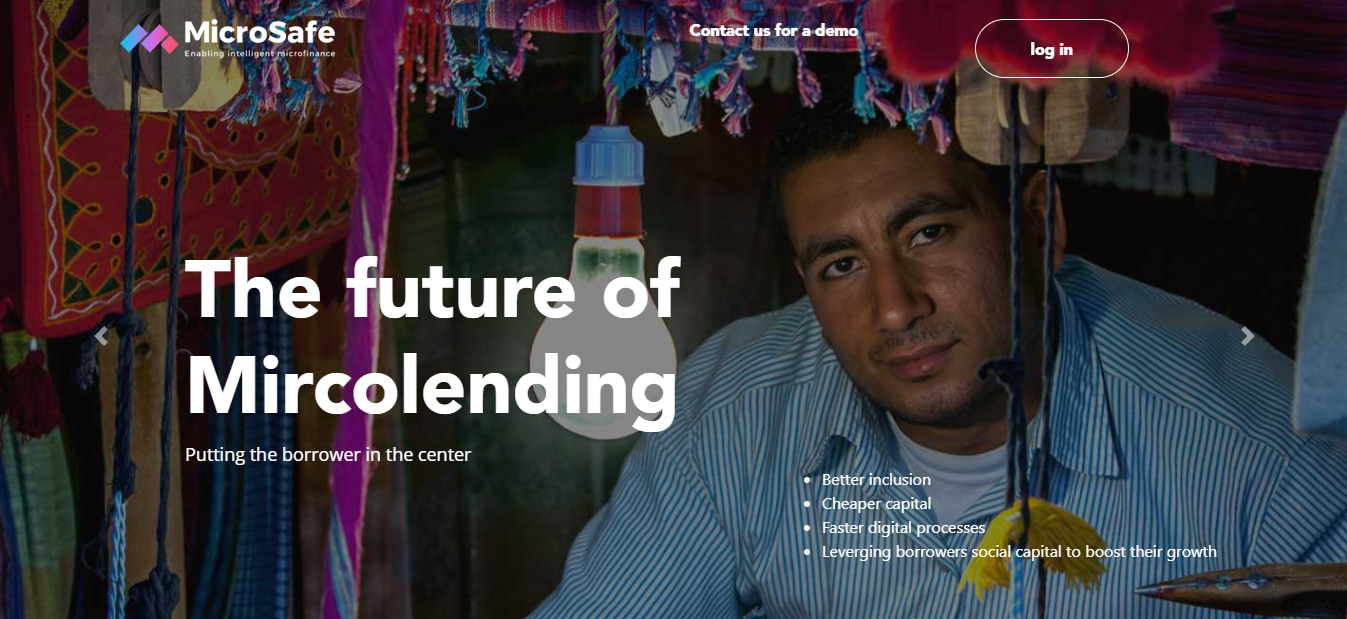 MicroSafe
Enabling intelligent microfinance
Contact us for a demo
log in
The future of
Mircolending
Putting the borrower in the center
Better inclusion
Cheaper capital
Faster digital processes
Leverging borrowers social capital to boost their growth